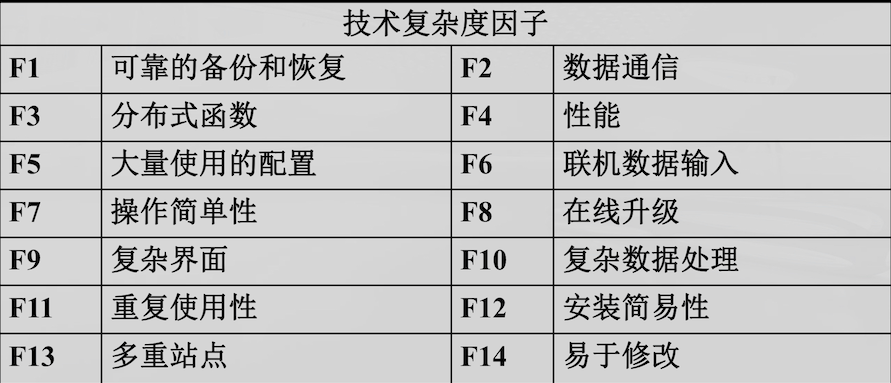 技术复杂度因子
F1 可靠的备份和恢复 F2 数据通信
F3 分布式函数 F4 性能
F5 大量使用的配置 F6 联机数据输入
F7 操作简单性 F8 在线升级
F9 复杂界面 F10 复杂数据处理
F11 重复使用性 F12 安装简易性
F13 多重站点 F14 易于修改